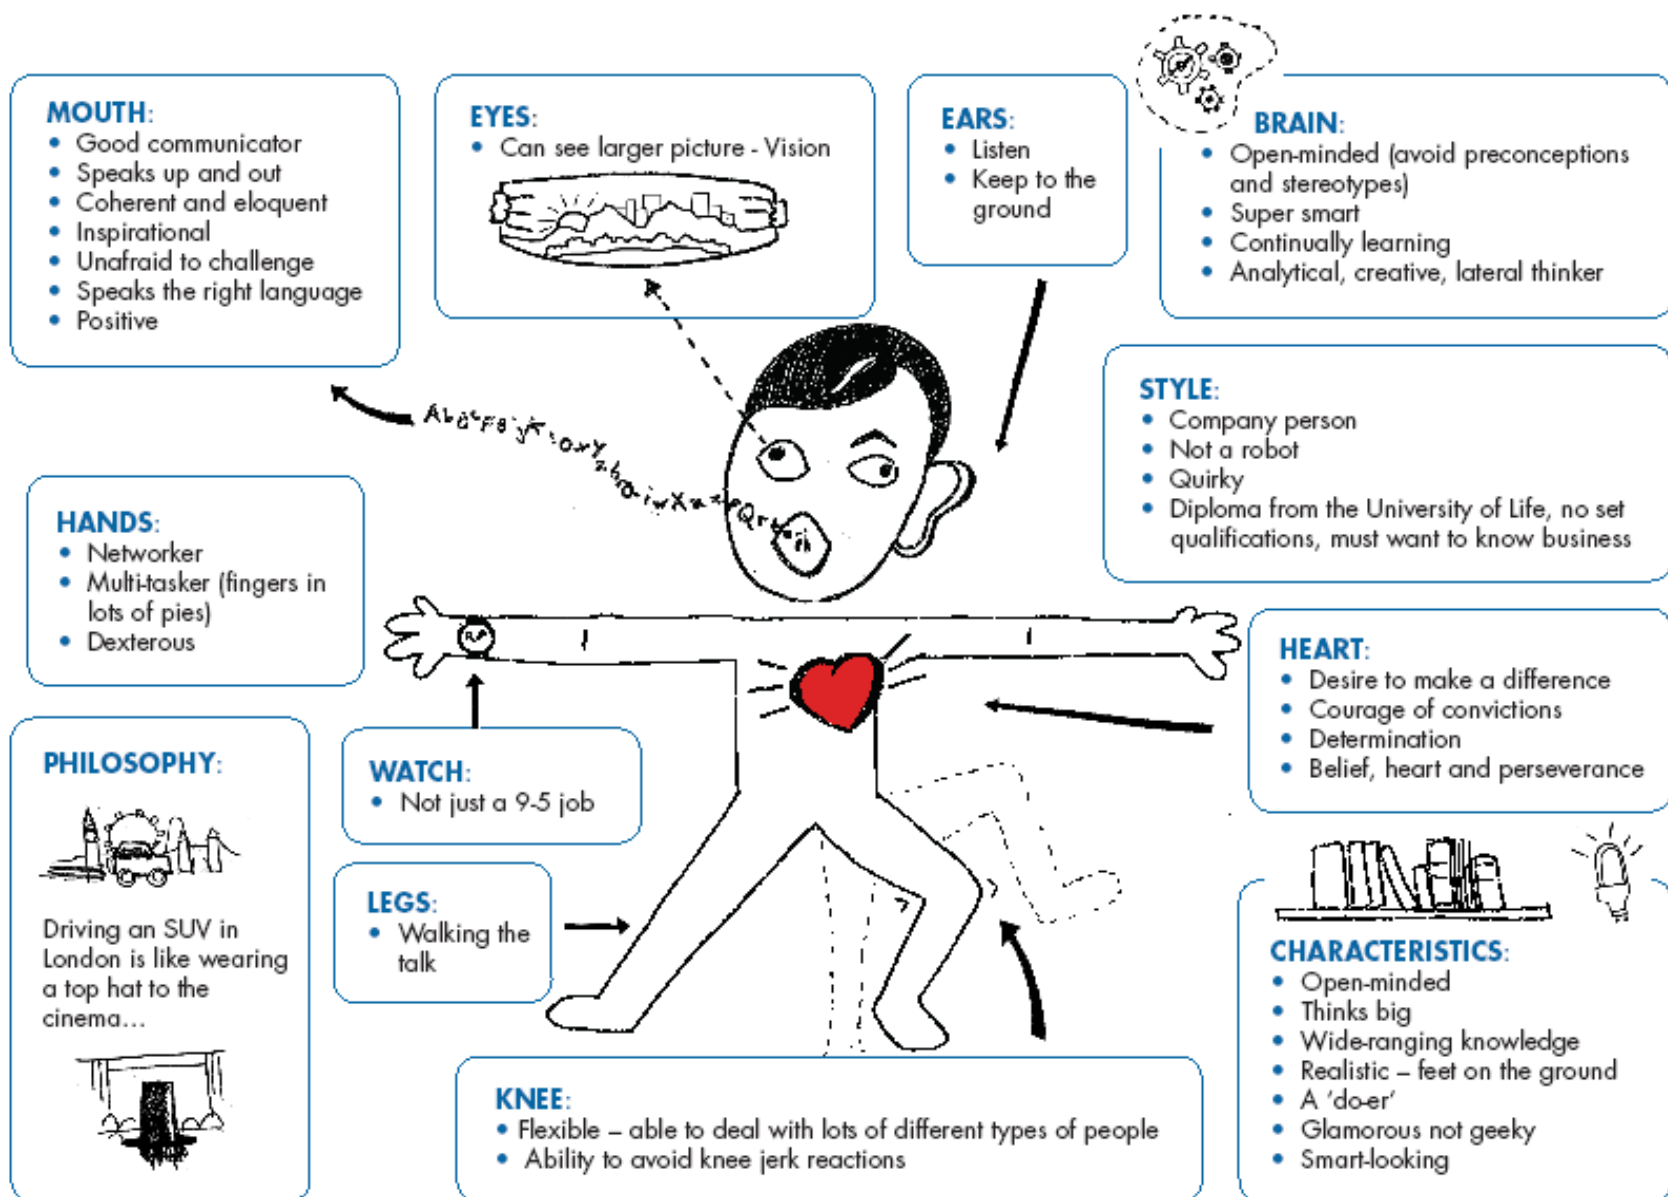 MOUTH:
• Good communicator
• Speaks up and out
• Coherent and eloquent
• Inspirational
• Unafraid to challenge
• Speaks the right language
• Positive
EYES:
• Can see larger picture - Vision
EARS:
• Listen
• Keep to the
ground
BRAIN:
• Open-minded (avoid preconceptions
and stereotypes)
• Super smart
• Continually learning
• Analytical, creative, lateral thinker
STYLE:
• Company person
• Not a robot
• Quirky
• Diploma from the University of Life, no set
qualifications, must want to know business
HANDS:
• Networker
• Multi-tasker (fingers in
lots of pies)
• Dexterous
HEART:
• Desire to make a difference
• Courage of convictions
• Determination
• Belief, heart and perseverance
PHILOSOPHY:
Driving an SUV in
London is like wearing
a top hat to the
cinema...
WATCH:
• Not just a 9-5 job
LEGS:
• Walking the
talk
KNEE:
• Flexible – able to deal with lots of different types of people
• Ability to avoid knee jerk reactions
CHARACTERISTICS:
• Open-minded
• Thinks big
• Wide-ranging knowledge
• Realistic – feet on the ground
• A ‘do-er’
• Glamorous not geeky
• Smart-looking